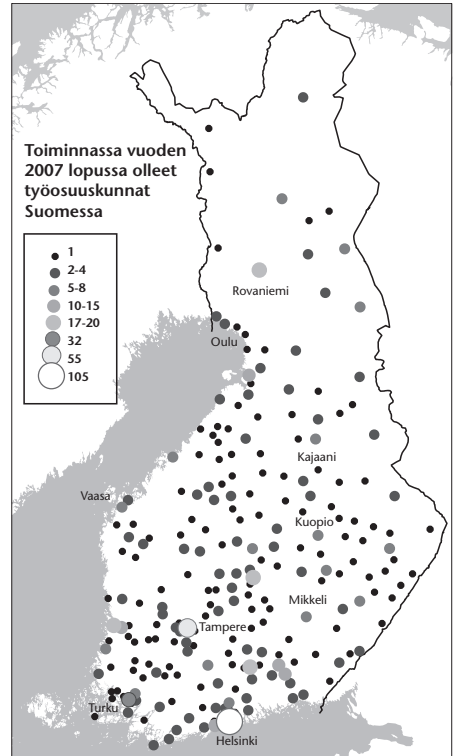 Toiminnassa vuoden
2007 lopussa olleet
työosuuskunnat
Suomessa
1
2-4
5-8
10-15
17-20
32
55
105
Rovaniemi
Oulu
Kajaani
Vaasa
Kuopio
Mikkeli
Tampere
Turku
Helsinki